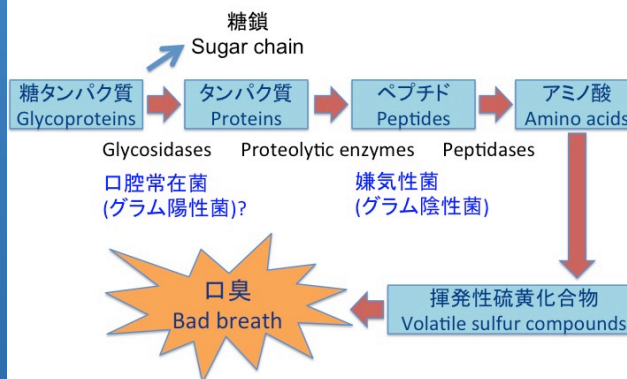 糖鎖
Sugar chain
糖タンパク質
Glycoproteins
タンパク質
Proteins
ペプチド
Peptides
アミノ酸
Amino acids
Glycosidases
Proteolytic enzymes
Peptidases
口腔常在菌
(グラム陽性菌)?
嫌気性菌
(グラム陰性菌)
口臭
Bad breath
揮発性硫黄化合物
Volatile sulfur compounds